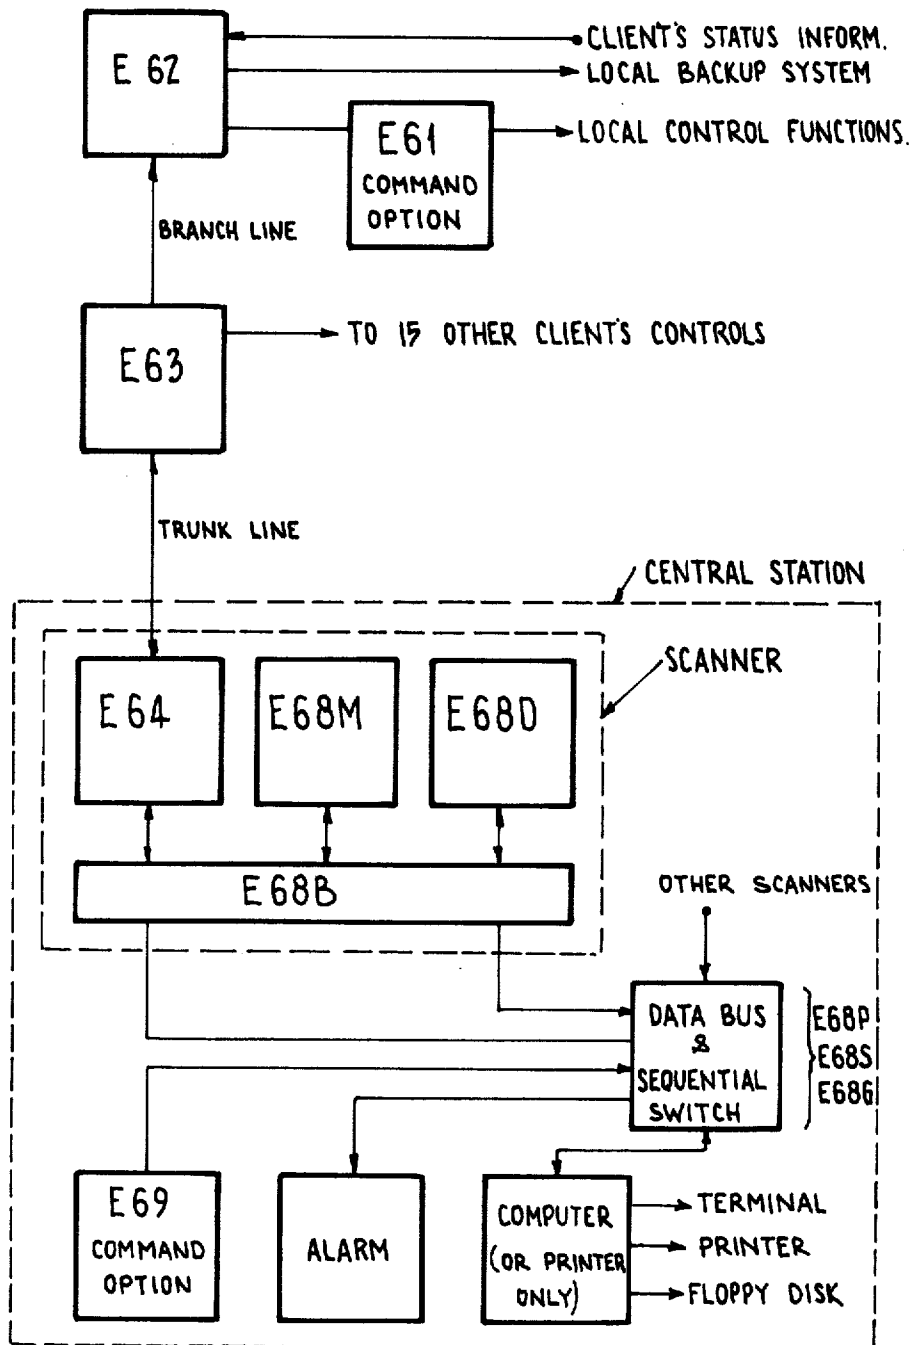 E 62
CLIENT'S STATUS INFORM.
LOCAL BACKUP SYSTEM
E61
COMMAND
OPTION
LOCAL CONTROL FUNCTIONS.
BRANCH LINE
E63
TO 15 OTHER CLIENT'S CONTROLS
TRUNK LINE
CENTRAL STATION
SCANNER
E64
E68M
E68D
E68B
OTHER SCANNERS
DATA BUS
&
SEQUENTIAL
SWITCH
E68P
E68S
E68G
E69
COMMAND
OPTION
ALARM
COMPUTER
(OR PRINTER
ONLY)
TERMINAL
PRINTER
FLOPPY DISK